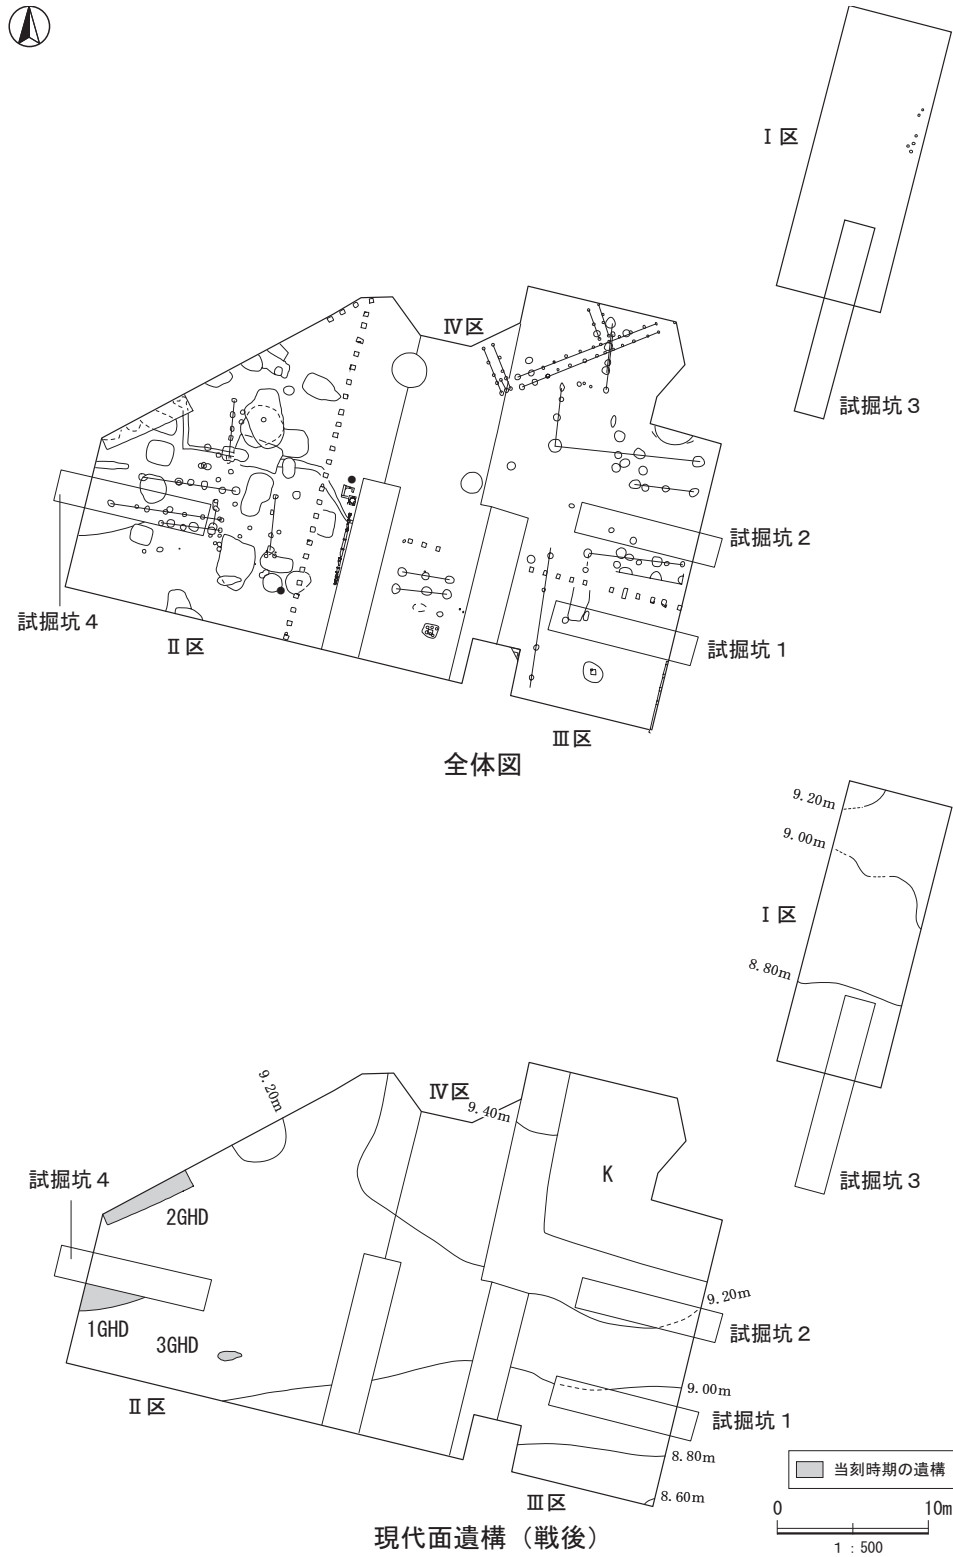 Ⅰ区
試掘坑３
Ⅳ区
試掘坑２
試掘坑４
Ⅱ区
試掘坑１
Ⅲ区
全体図
9.20m
9.00m
Ⅰ区
8.80m
9.20m
Ⅳ区
9.40m
K
試掘坑４
試掘坑３
2GHD
9.20m
1GHD
試掘坑２
3GHD
9.00m
Ⅱ区
試掘坑１
8.80m
当刻時期の遺構
8.60m
Ⅲ区
0 10m
現代面遺構（戦後）
1：500